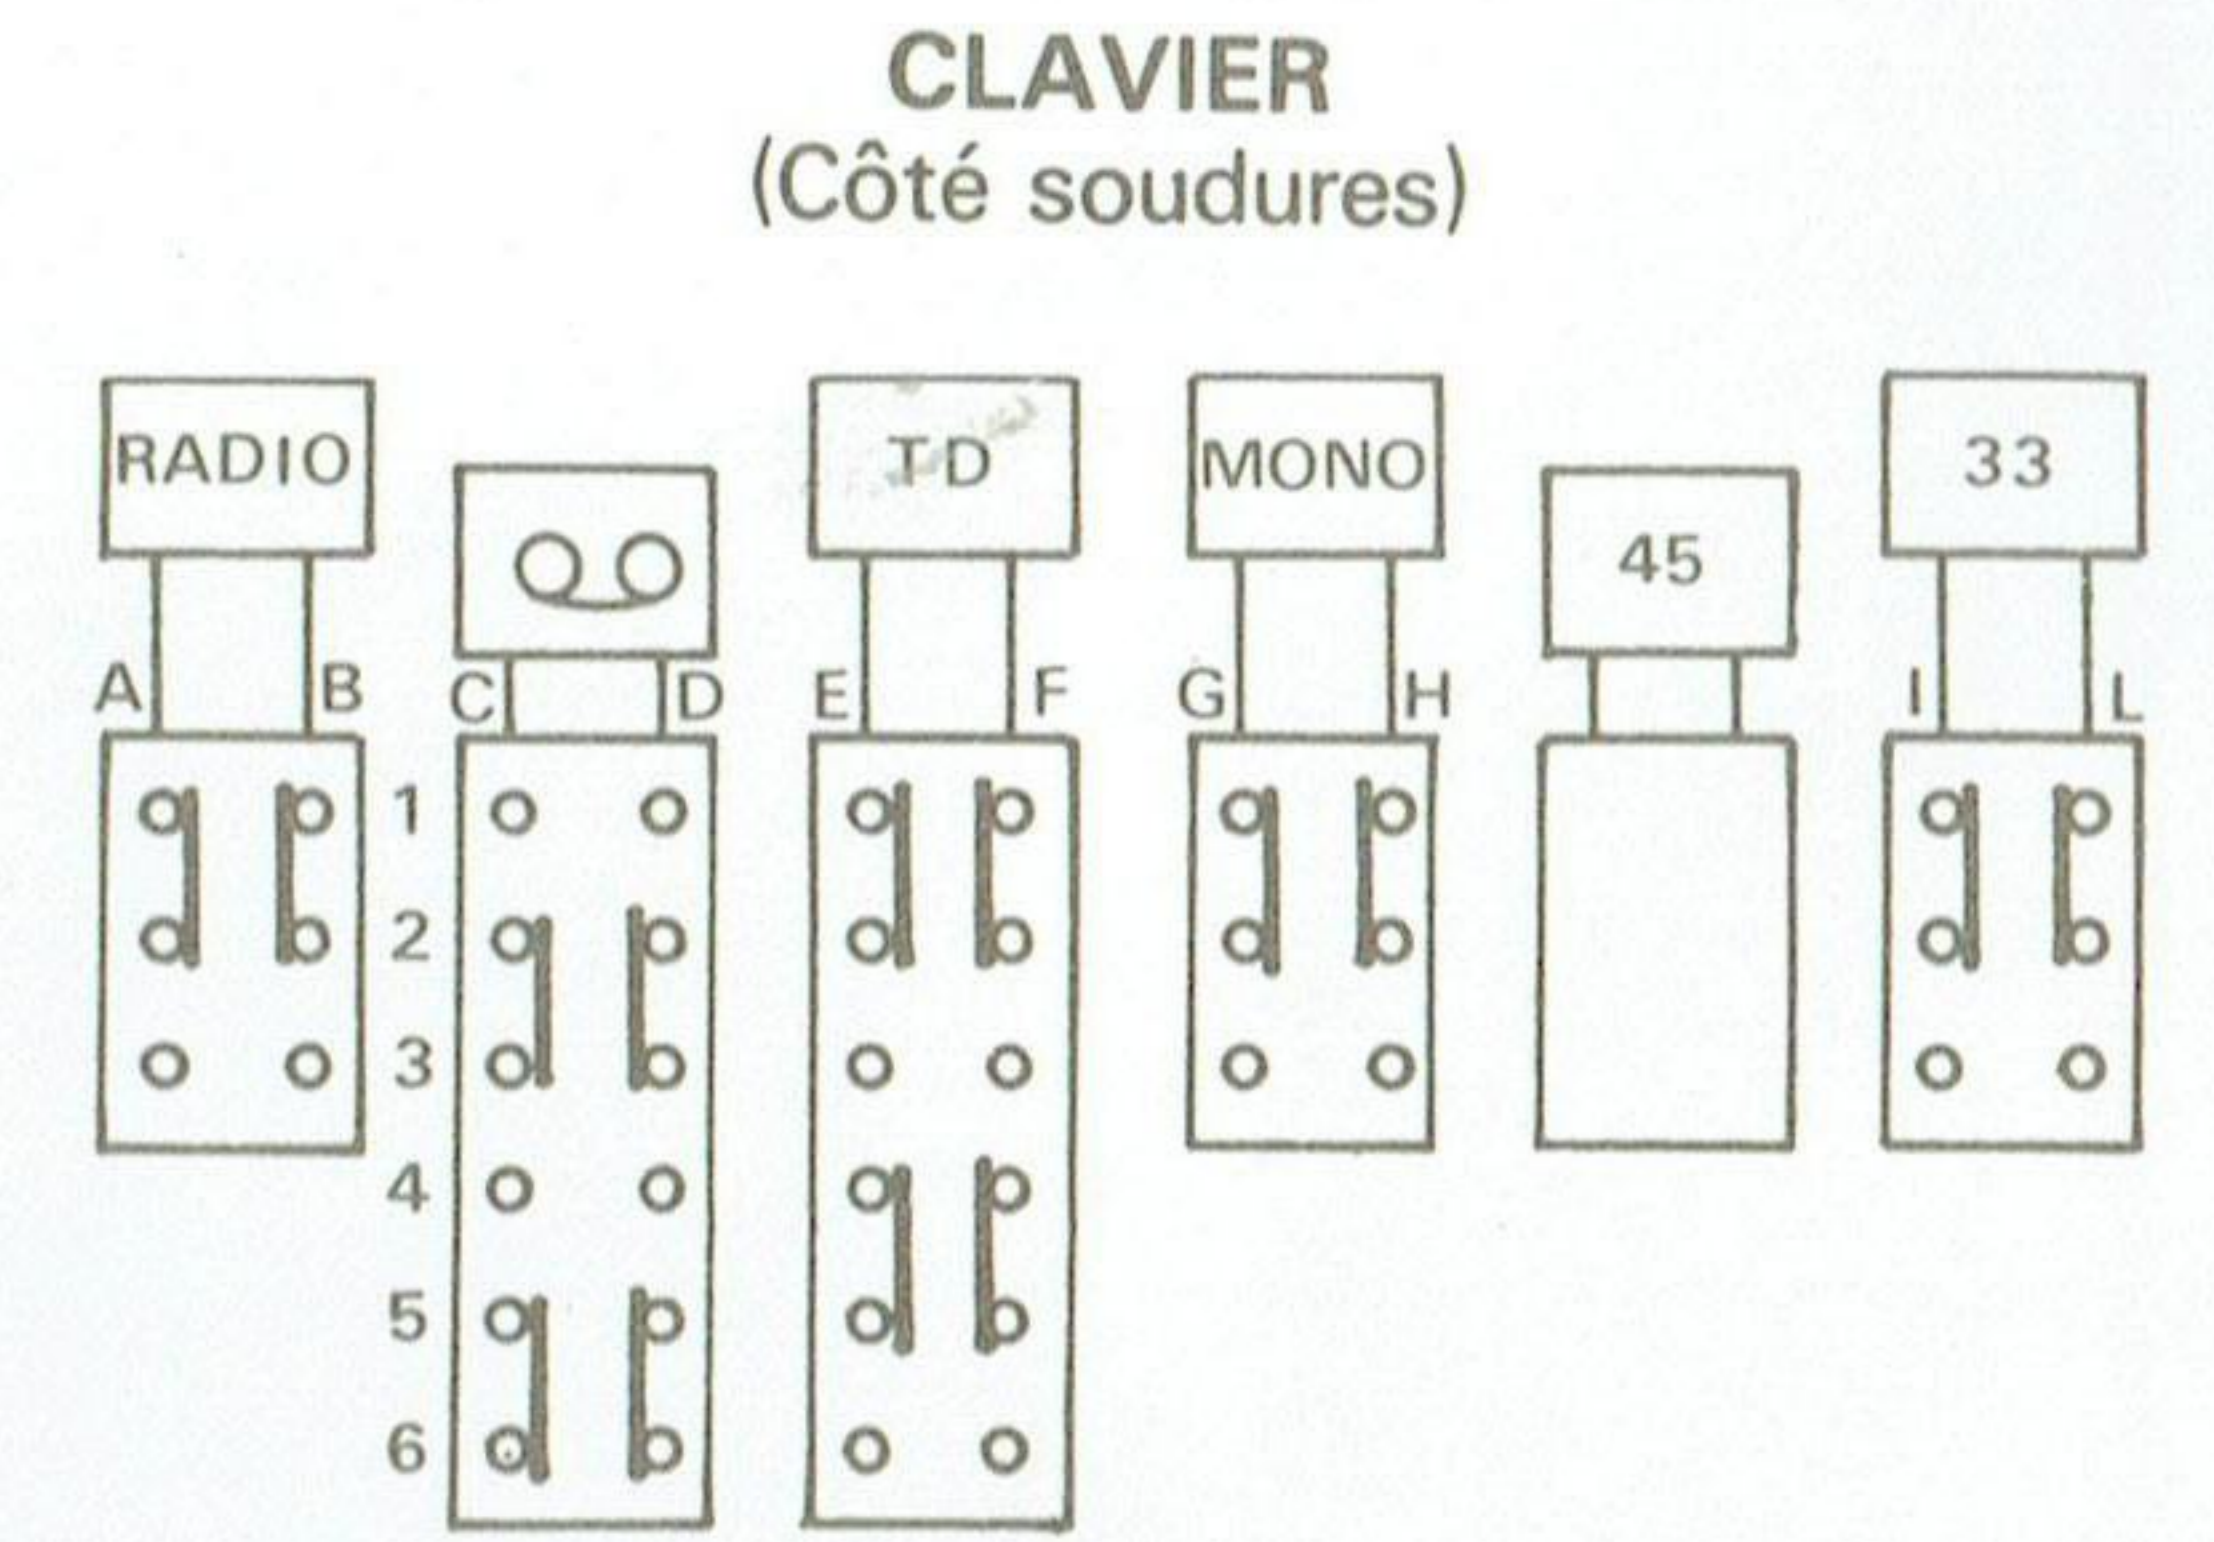 CLAVIER
(Côté soudures)
RADIO
TD
MONO
45
33
A B C D E F G H I L
1
2
3
4
5
6